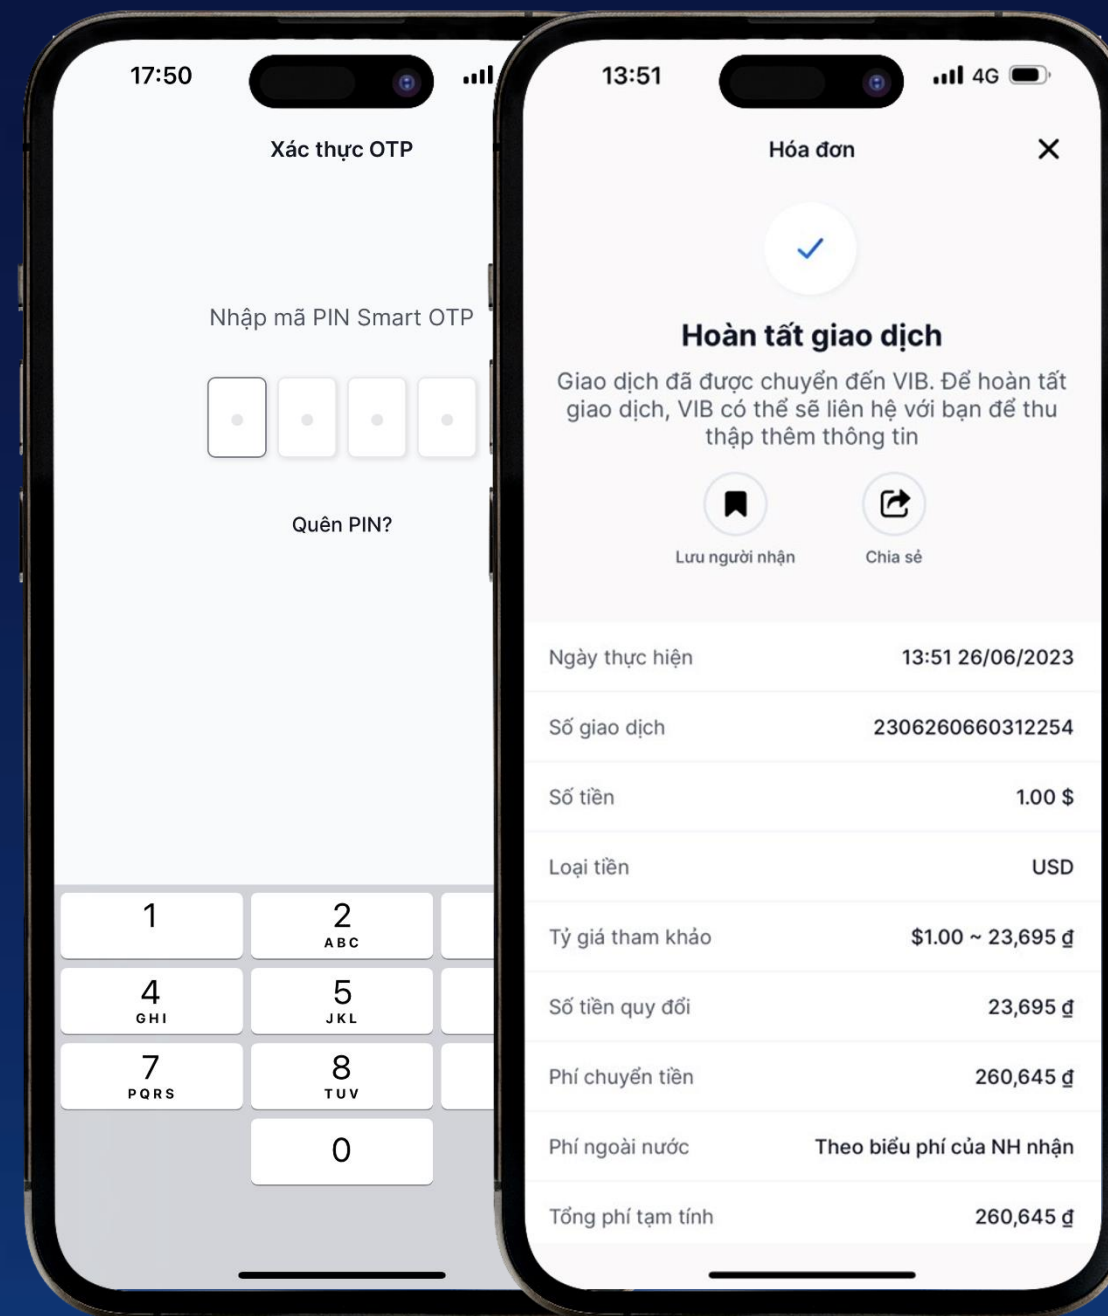 17:50
Xác thực OTP
Nhập mã PIN Smart OTP
Quên PIN?
1
2
ABC
4
GHI
5
JKL
7
PQRS
8
TUV
0
13:51
4G
Hóa đơn
Hoàn tất giao dịch
Giao dịch đã được chuyển đến VIB. Để hoàn tất
giao dịch, VIB có thể sẽ liên hệ với bạn để thu
thập thêm thông tin
Lưu người nhận
Chia sẻ
Ngày thực hiện 13:51 26/06/2023
Số giao dịch 2306260660312254
Số tiền 1.00 $
Loại tiền USD
Tỷ giá tham khảo $1.00 ~ 23,695 ₫
Số tiền quy đổi 23,695 ₫
Phí chuyển tiền 260,645 ₫
Phí ngoài nước Theo biểu phí của NH nhận
Tổng phí tạm tính 260,645 ₫